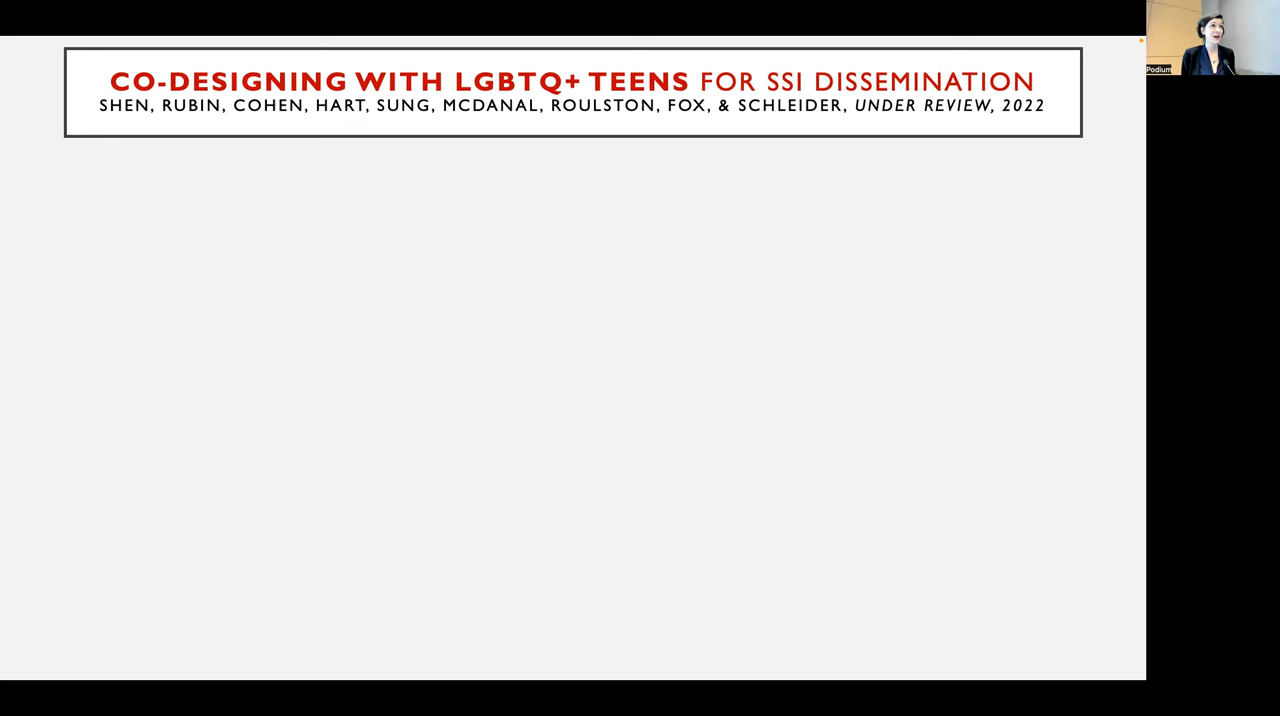 CO-DESIGNING WITH LGBTQ+ TEENS FOR SSI DISSEMINATION
SHEN, RUBIN, COHEN, HART, SUNG, MCDANAL, ROULSTON, FOX, & SCHLEIDER, UNDER REVIEW, 2022
Podium